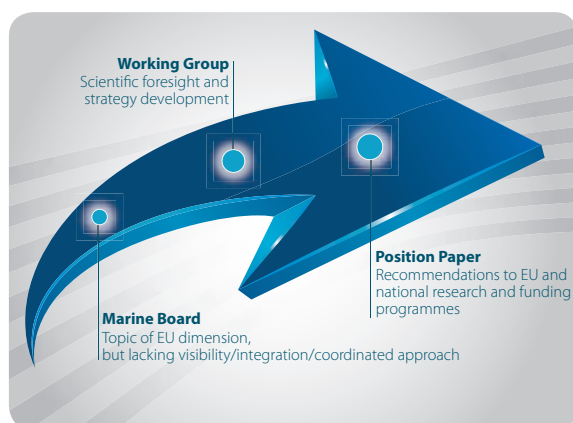 Working Group
Scientific foresight and
strategy development
Position Paper
Recommendations to EU and
national research and funding
programmes
Marine Board
Topic of EU dimension,
but lacking visibility/integration/coordinated approach